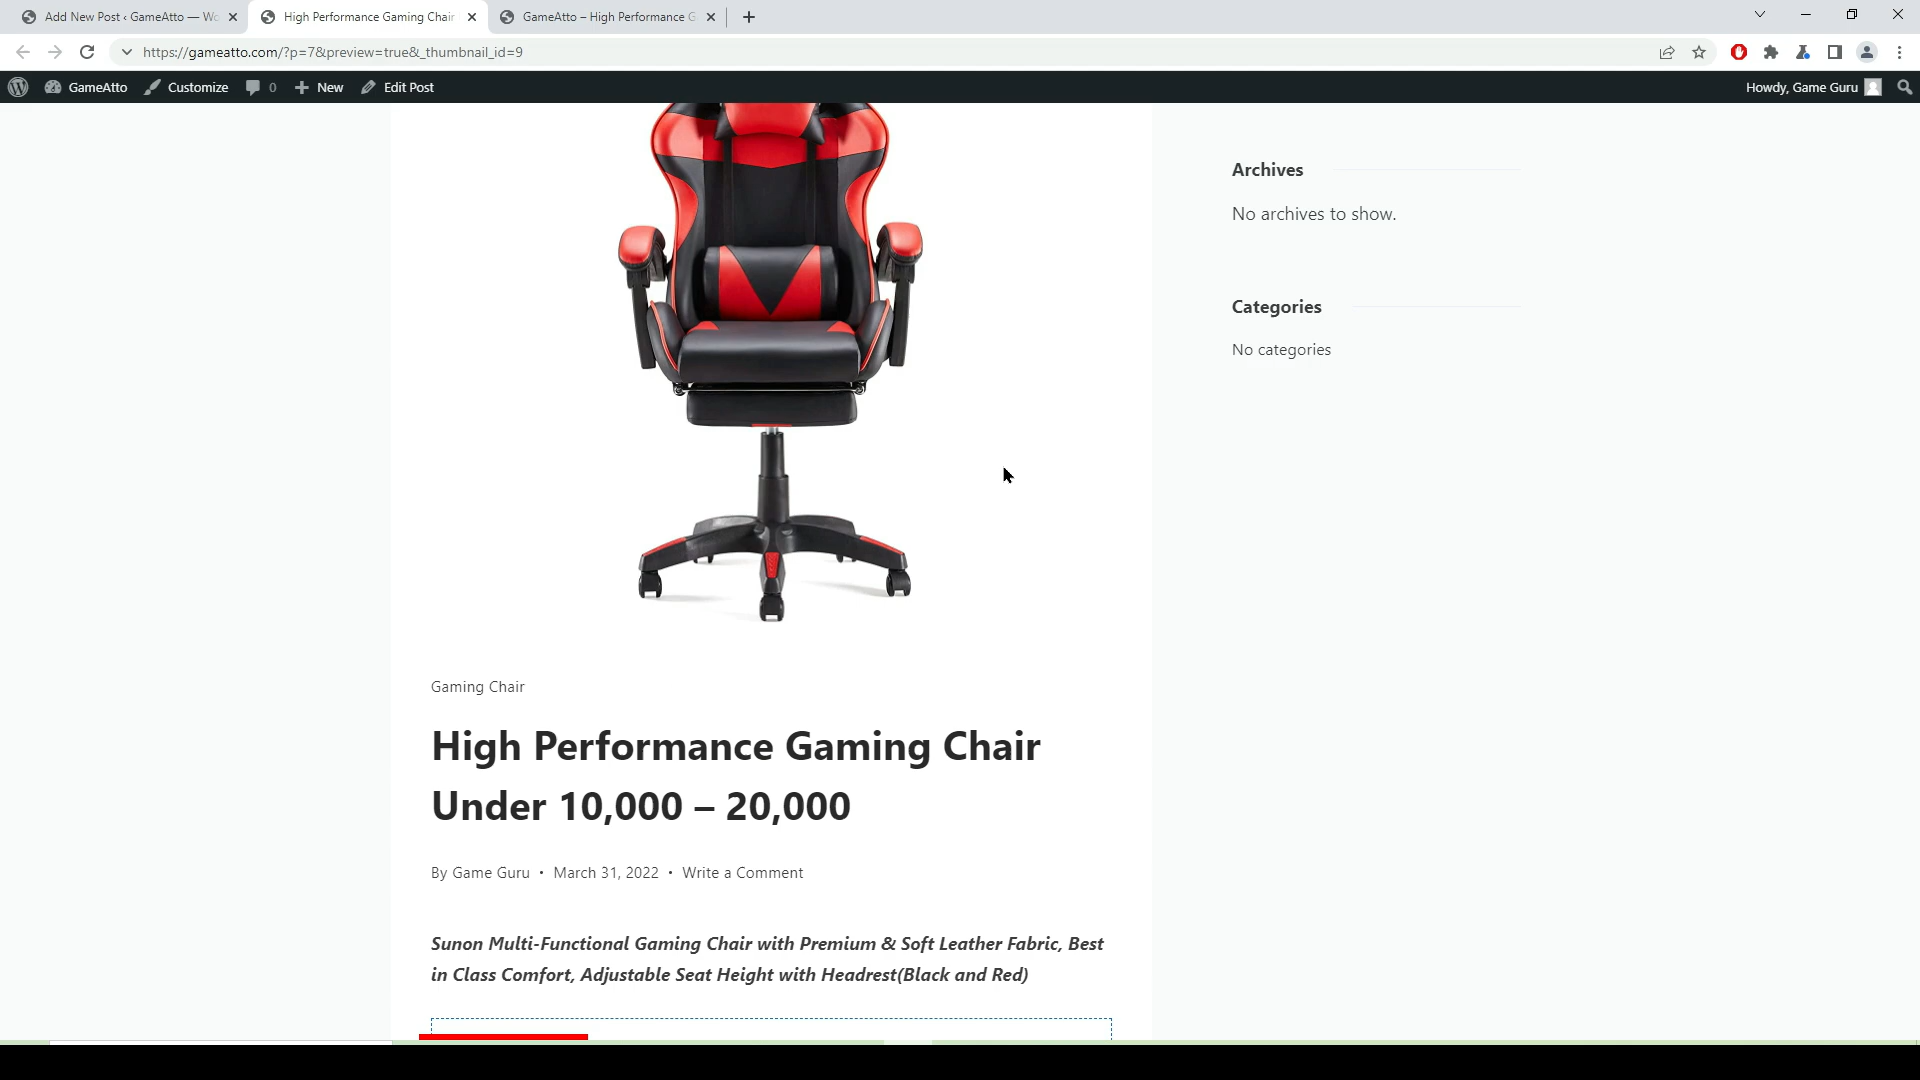 Add New Post ‹ GameAtto — Wo
High Performance Gaming Chair
GameAtto – High Performance G
https://gameatto.com/?p=7&preview=true&_thumbnail_id=9
GameAtto
Customize
0
New
Edit Post
Howdy, Game Guru
Archives
No archives to show.
Categories
No categories
Gaming Chair
High Performance Gaming Chair
Under 10,000 – 20,000
By Game Guru • March 31, 2022 • Write a Comment
Sunon Multi-Functional Gaming Chair with Premium & Soft Leather Fabric, Best
in Class Comfort, Adjustable Seat Height with Headrest(Black and Red)